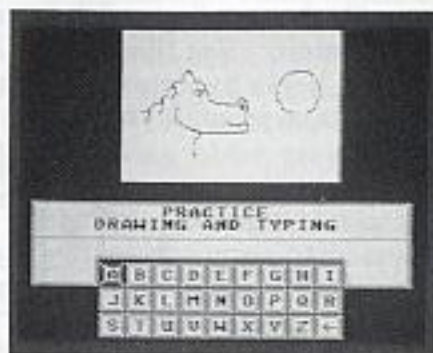 PRACTICE
DRAWING AND TYPING
A B C D E F G H I
J K L M N O P Q R
S T U V W X Y Z ←